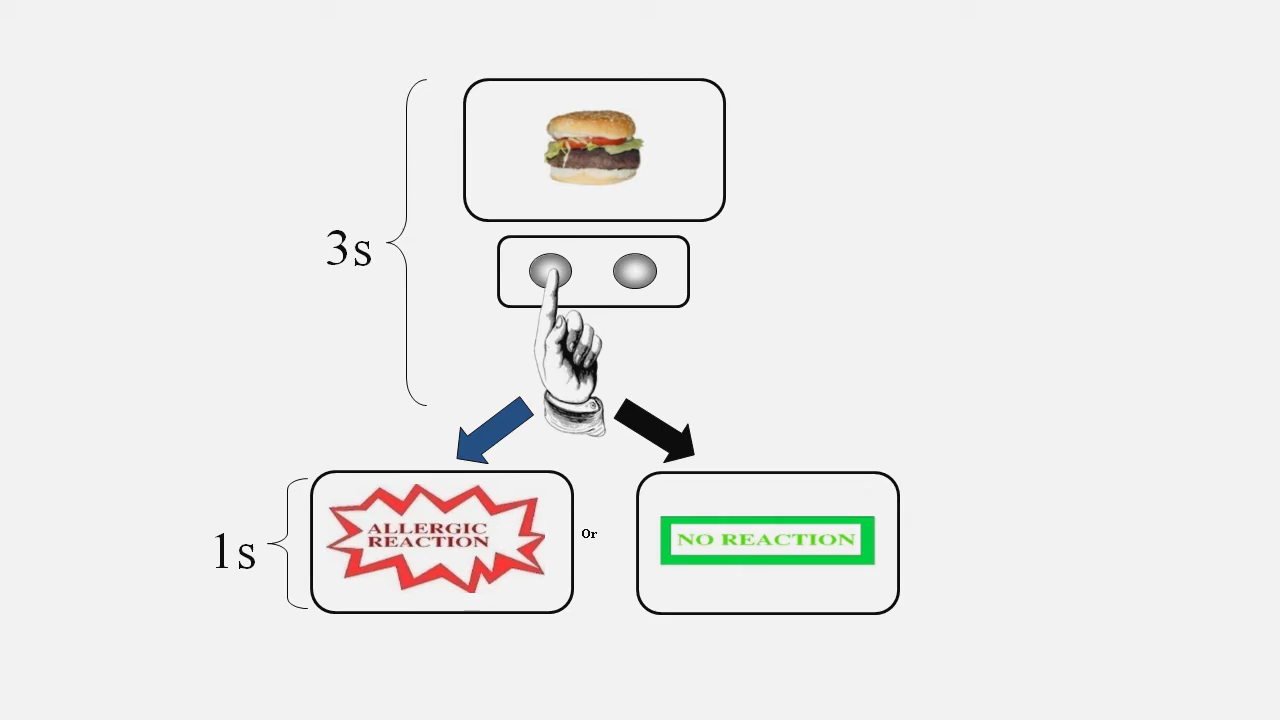 3s
ALLERGIC
REACTION
Or
NO REACTION
1s